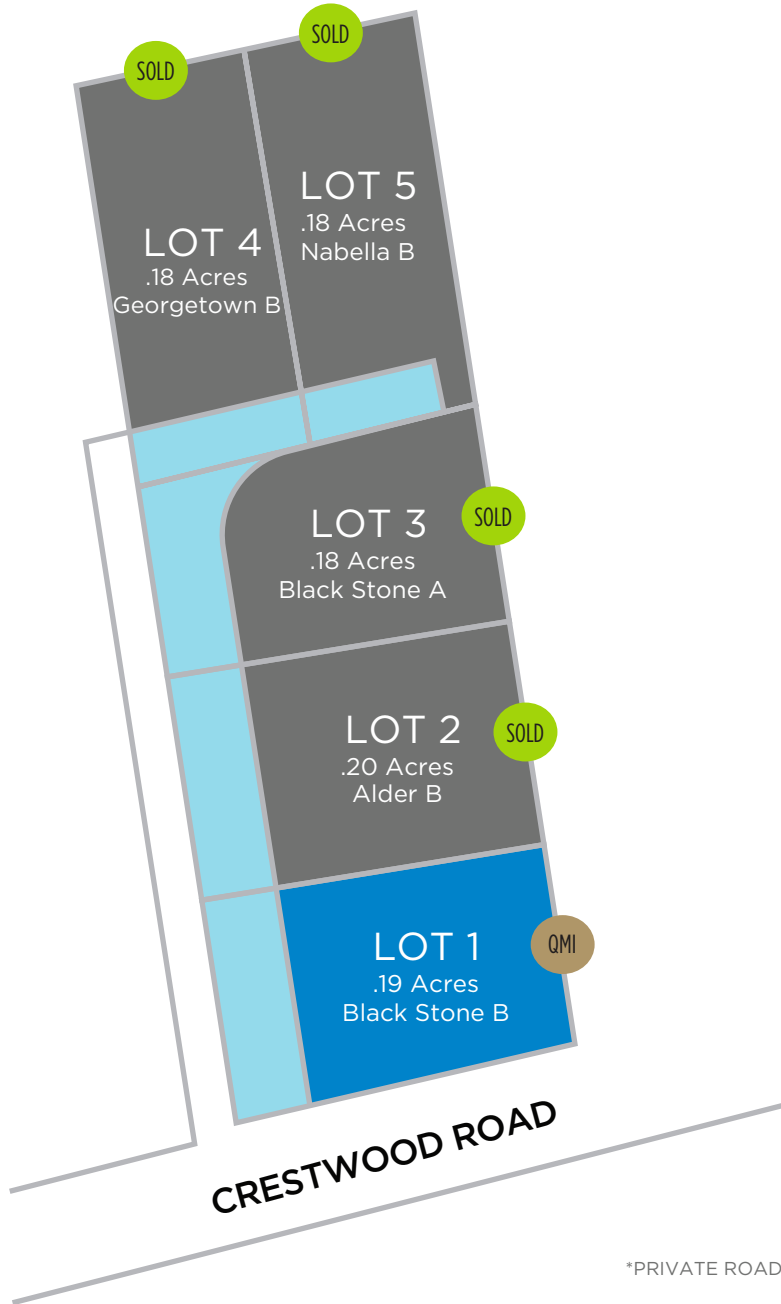 SOLD
SOLD
LOT 5
.18 Acres
Nabella B
LOT 4
.18 Acres
Georgetown B
LOT 3
.18 Acres
Black Stone A
SOLD
LOT 2
.20 Acres
Alder B
SOLD
LOT 1
.19 Acres
Black Stone B
QMI
CRESTWOOD ROAD
*PRIVATE ROAD